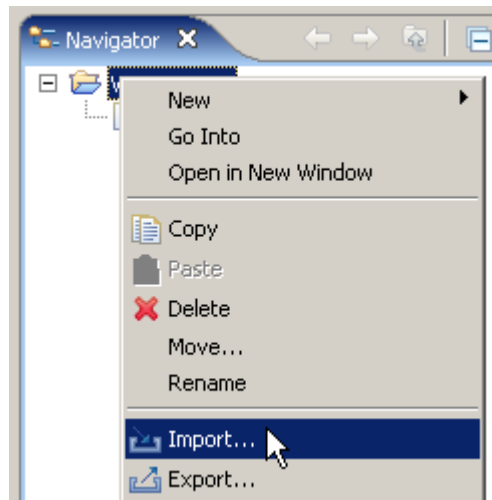 Navigator
New
Go Into
Open in New Window
Copy
Paste
Delete
Move...
Rename
Import...
Export...